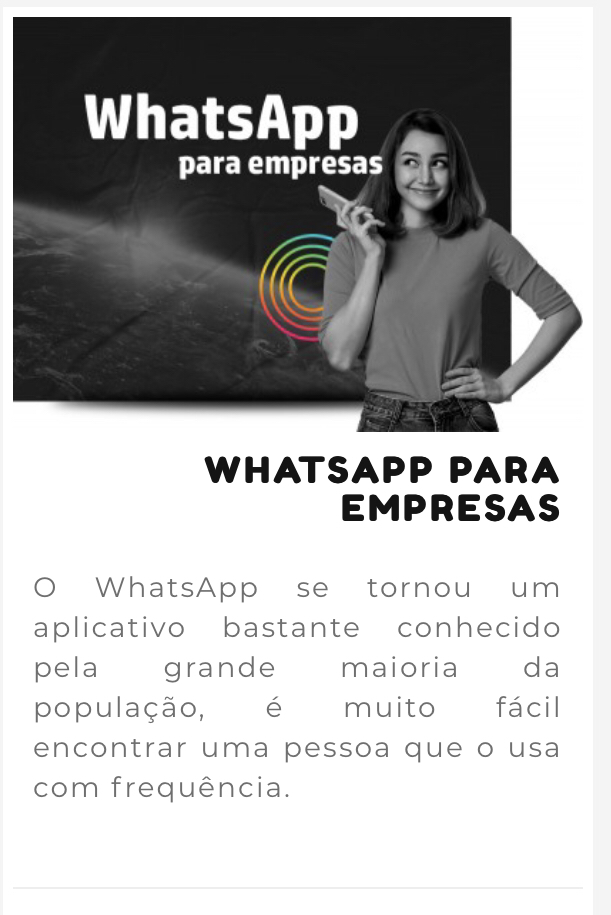 WhatsApp
para empresas
WHATSAPP PARA
EMPRESAS
O WhatsApp se tornou um
aplicativo bastante conhecido
pela grande maioria da
população, é muito fácil
encontrar uma pessoa que o usa
com frequência.